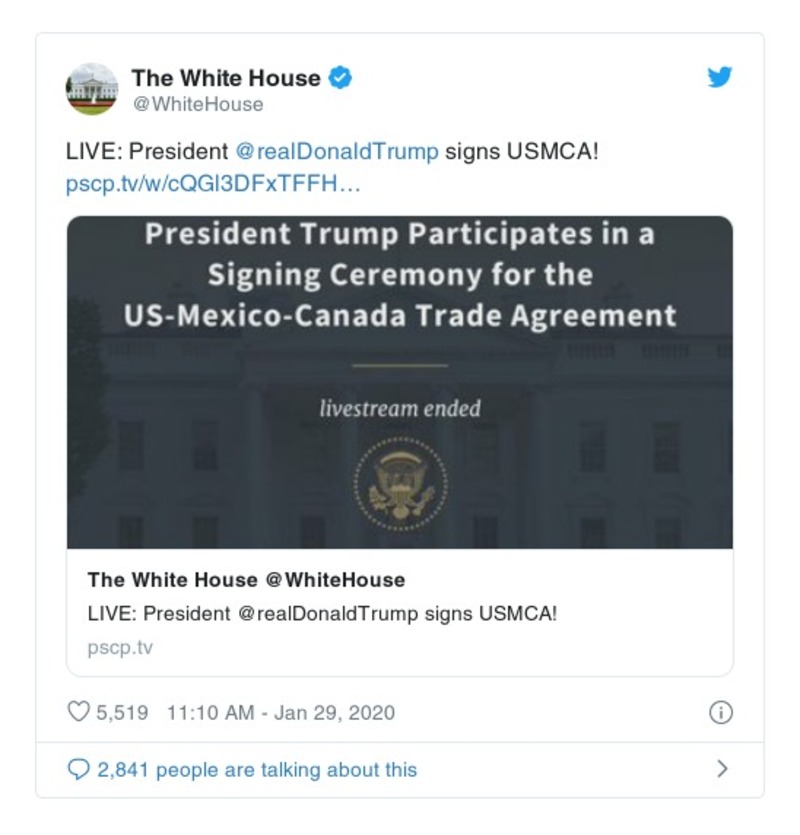 The White House
@WhiteHouse
LIVE: President @realDonaldTrump signs USMCA!
pscp.tv/w/cQGl3DFxTFFH…
President Trump Participates in a
Signing Ceremony for the
US-Mexico-Canada Trade Agreement
livestream ended
The White House @WhiteHouse
LIVE: President @realDonaldTrump signs USMCA!
pscp.tv
5,519 11:10 AM - Jan 29, 2020
2,841 people are talking about this